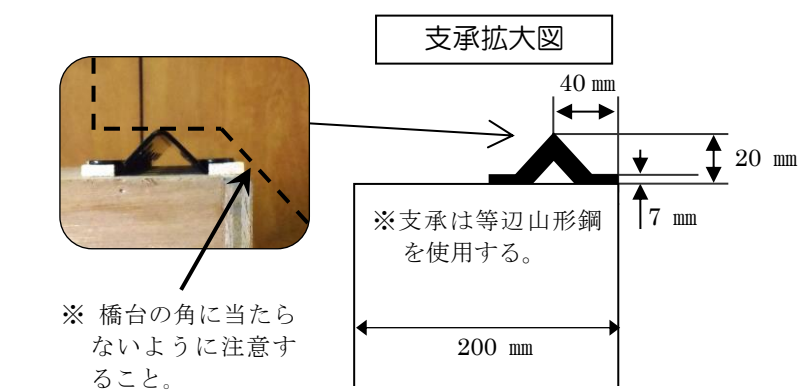 支承拡大図
40 ㎜
20 ㎜
7 ㎜
※支承は等辺山形鋼
を使用する。
200 ㎜
※ 橋台の角に当たら
ないように注意す
ること。